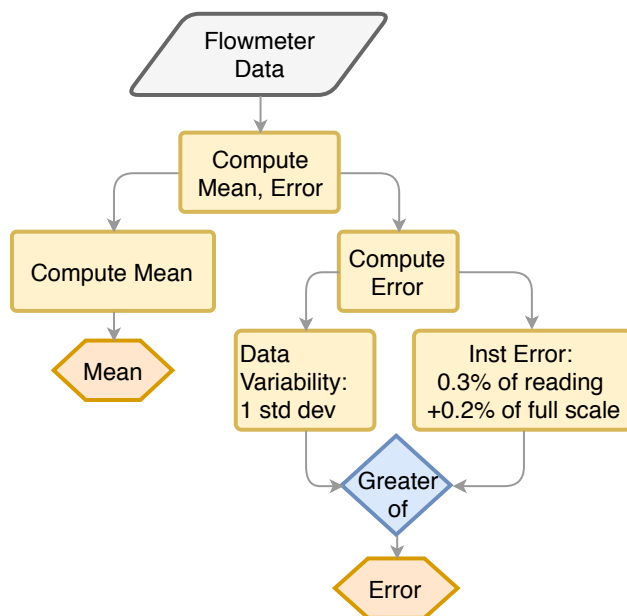 Flowmeter
Data
Compute
Mean, Error
Compute Mean
Compute
Error
Mean
Data
Variability:
1 std dev
Inst Error:
0.3% of reading
+0.2% of full scale
Greater
of
Error